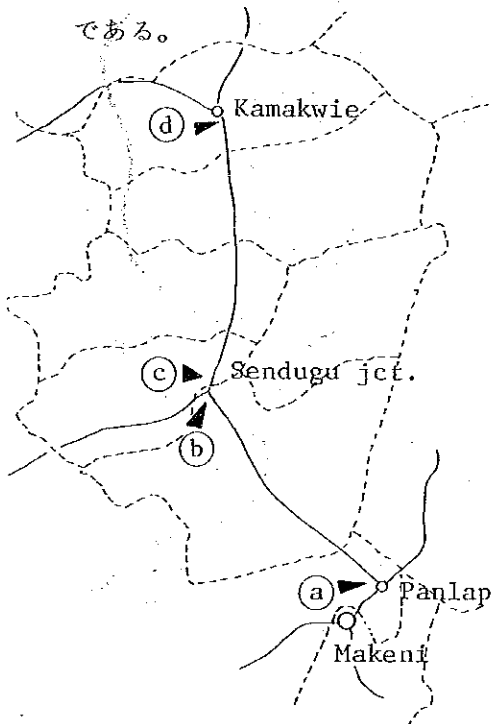 である。
Kamakwie
ⓓ
Sendugu jct.
ⓒ
ⓑ
ⓐ
Panlap
Makeni